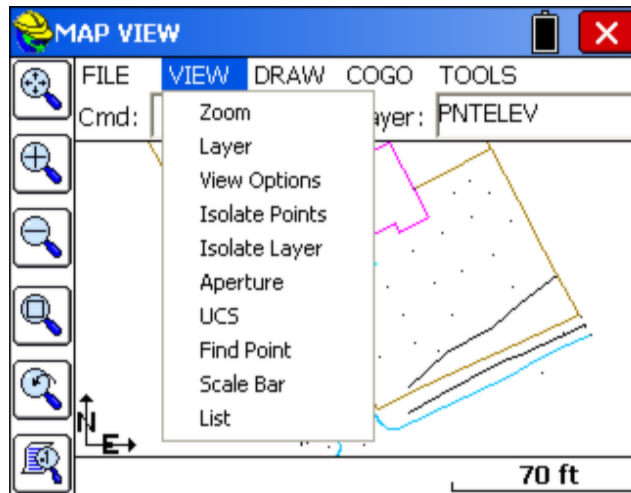 MAP VIEW
FILE VIEW DRAW COGO TOOLS
Cmd: ayer: PNTELEV
Zoom
Layer
View Options
Isolate Points
Isolate Layer
Aperture
UCS
Find Point
Scale Bar
List
N
E
70 ft